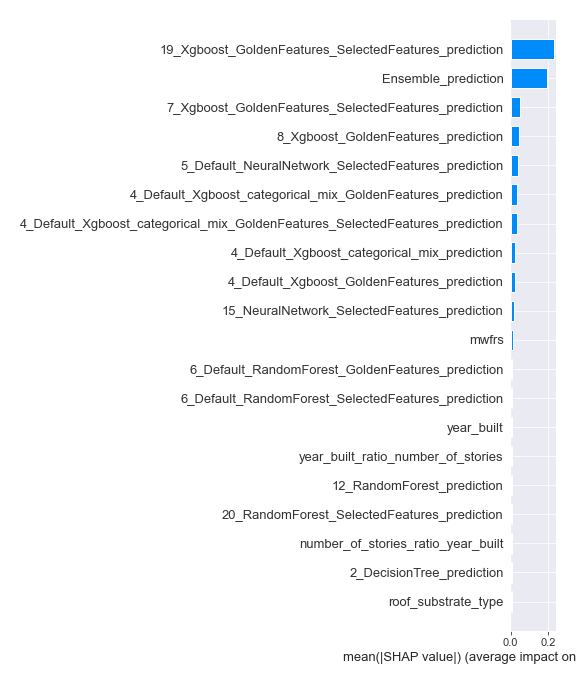 19_Xgboost_GoldenFeatures_SelectedFeatures_prediction
Ensemble_prediction
7_Xgboost_GoldenFeatures_SelectedFeatures_prediction
8_Xgboost_GoldenFeatures_prediction
5_Default_NeuralNetwork_SelectedFeatures_prediction
4_Default_Xgboost_categorical_mix_GoldenFeatures_prediction
4_Default_Xgboost_categorical_mix_GoldenFeatures_SelectedFeatures_prediction
4_Default_Xgboost_categorical_mix_prediction
4_Default_Xgboost_GoldenFeatures_prediction
15_NeuralNetwork_SelectedFeatures_prediction
mwfrs
6_Default_RandomForest_GoldenFeatures_prediction
6_Default_RandomForest_SelectedFeatures_prediction
year_built
year_built_ratio_number_of_stories
12_RandomForest_prediction
20_RandomForest_SelectedFeatures_prediction
number_of_stories_ratio_year_built
2_DecisionTree_prediction
roof_substrate_type
0.0 0.2
mean(|SHAP value|) (average impact on